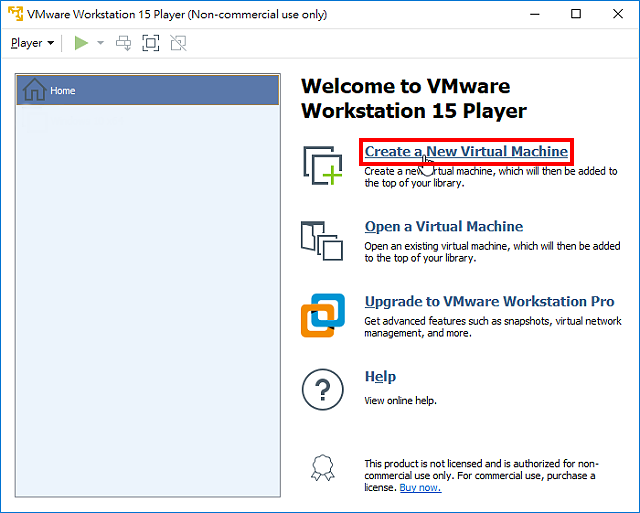 VMware Workstation 15 Player (Non-commercial use only)
Player
Home
Welcome to VMware
Workstation 15 Player
Create a New Virtual Machine
Create a new virtual machine, which will then be added to
the top of your library.
Open a Virtual Machine
Open an existing virtual machine, which will then be added
to the top of your library.
Upgrade to VMware Workstation Pro
Get advanced features such as snapshots, virtual network
management, and more.
Help
View online help.
This product is not licensed and is authorized for non-
commercial use only. For commercial use, purchase a
license. Buy now.